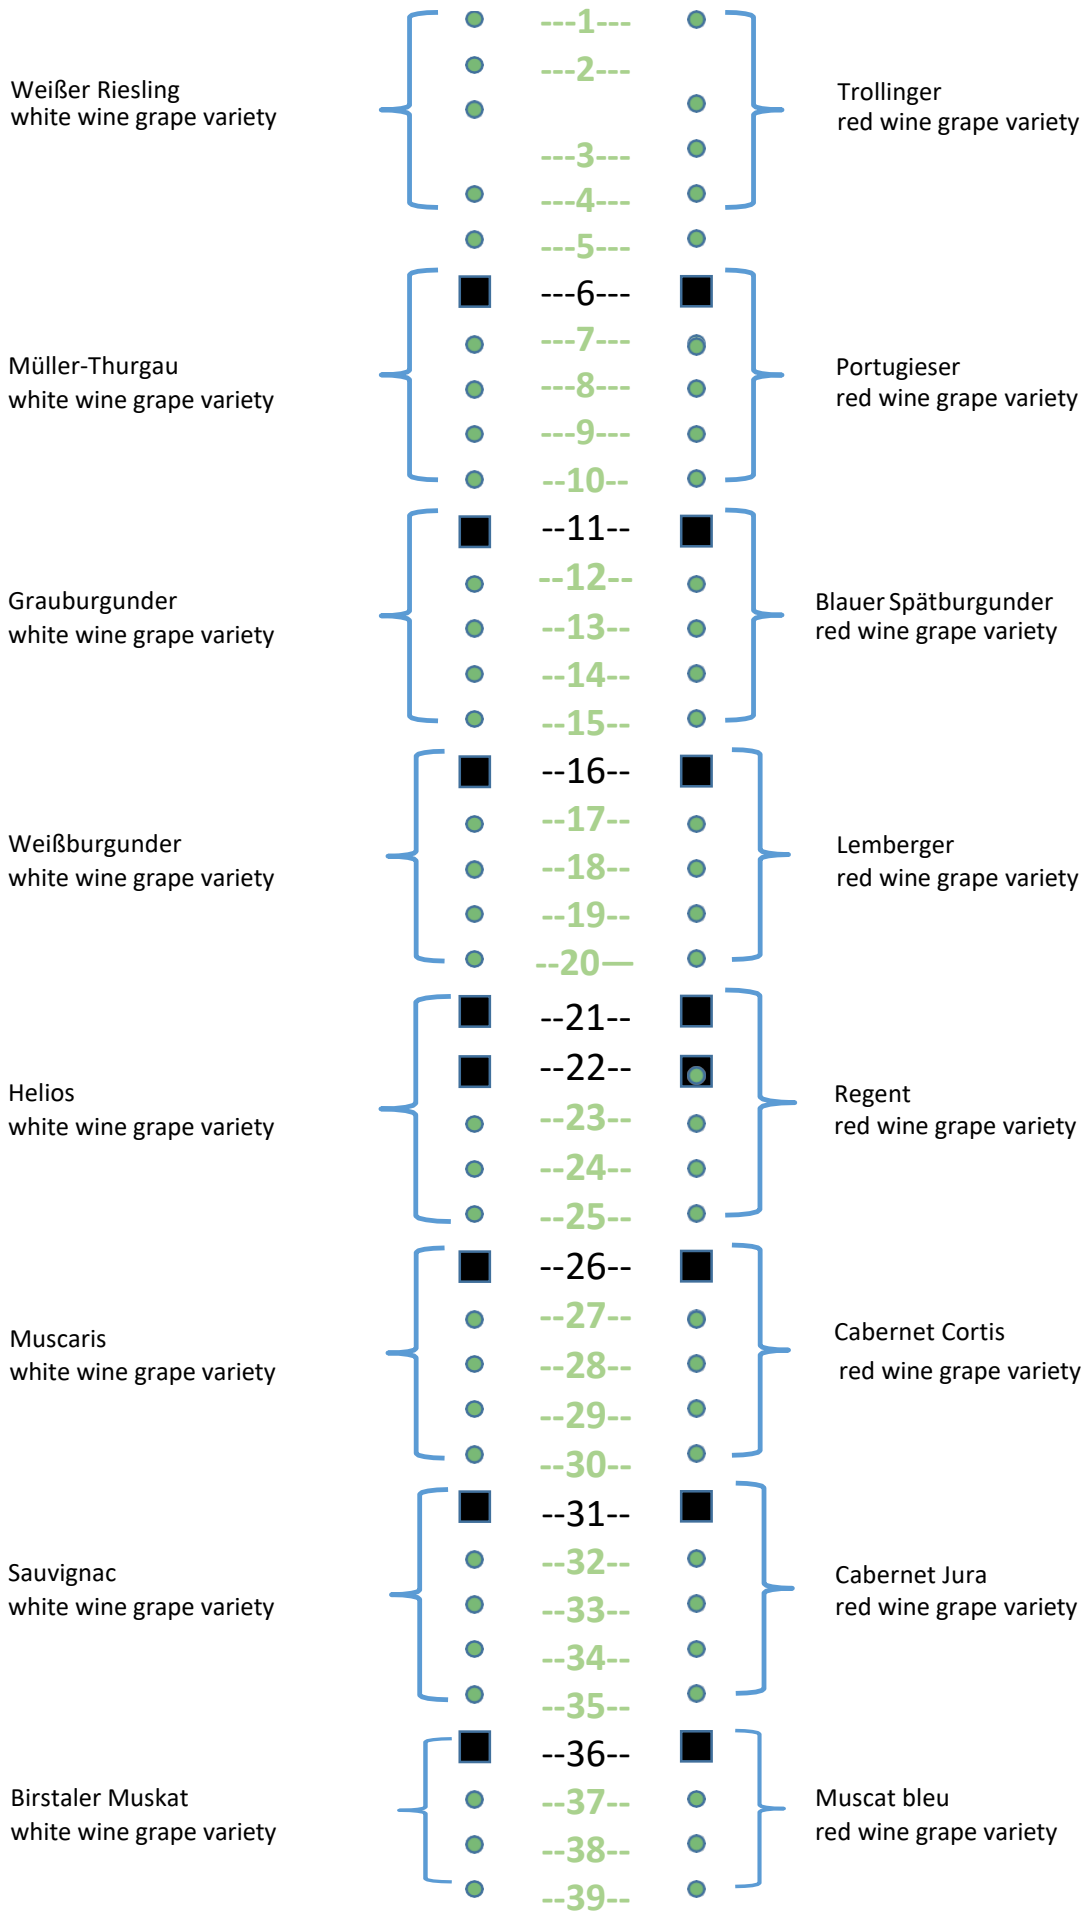 ---1---
---2---
Weißer Riesling
white wine grape variety
Trollinger
red wine grape variety
---3---
---4---
---5---
---6---
---7---
Müller-Thurgau
white wine grape variety
Portugieser
red wine grape variety
---8---
---9---
--10--
--11--
--12--
Grauburgunder
white wine grape variety
Blauer Spätburgunder
red wine grape variety
--13--
--14--
--15--
--16--
--17--
Weißburgunder
white wine grape variety
Lemberger
red wine grape variety
--18--
--19--
--20—
--21--
--22--
Helios
white wine grape variety
Regent
red wine grape variety
--23--
--24--
--25--
--26--
--27--
Muscaris
white wine grape variety
Cabernet Cortis
red wine grape variety
--28--
--29--
--30--
--31--
--32--
Sauvignac
white wine grape variety
Cabernet Jura
red wine grape variety
--33--
--34--
--35--
--36--
--37--
Birstaler Muskat
white wine grape variety
Muscat bleu
red wine grape variety
--38--
--39--